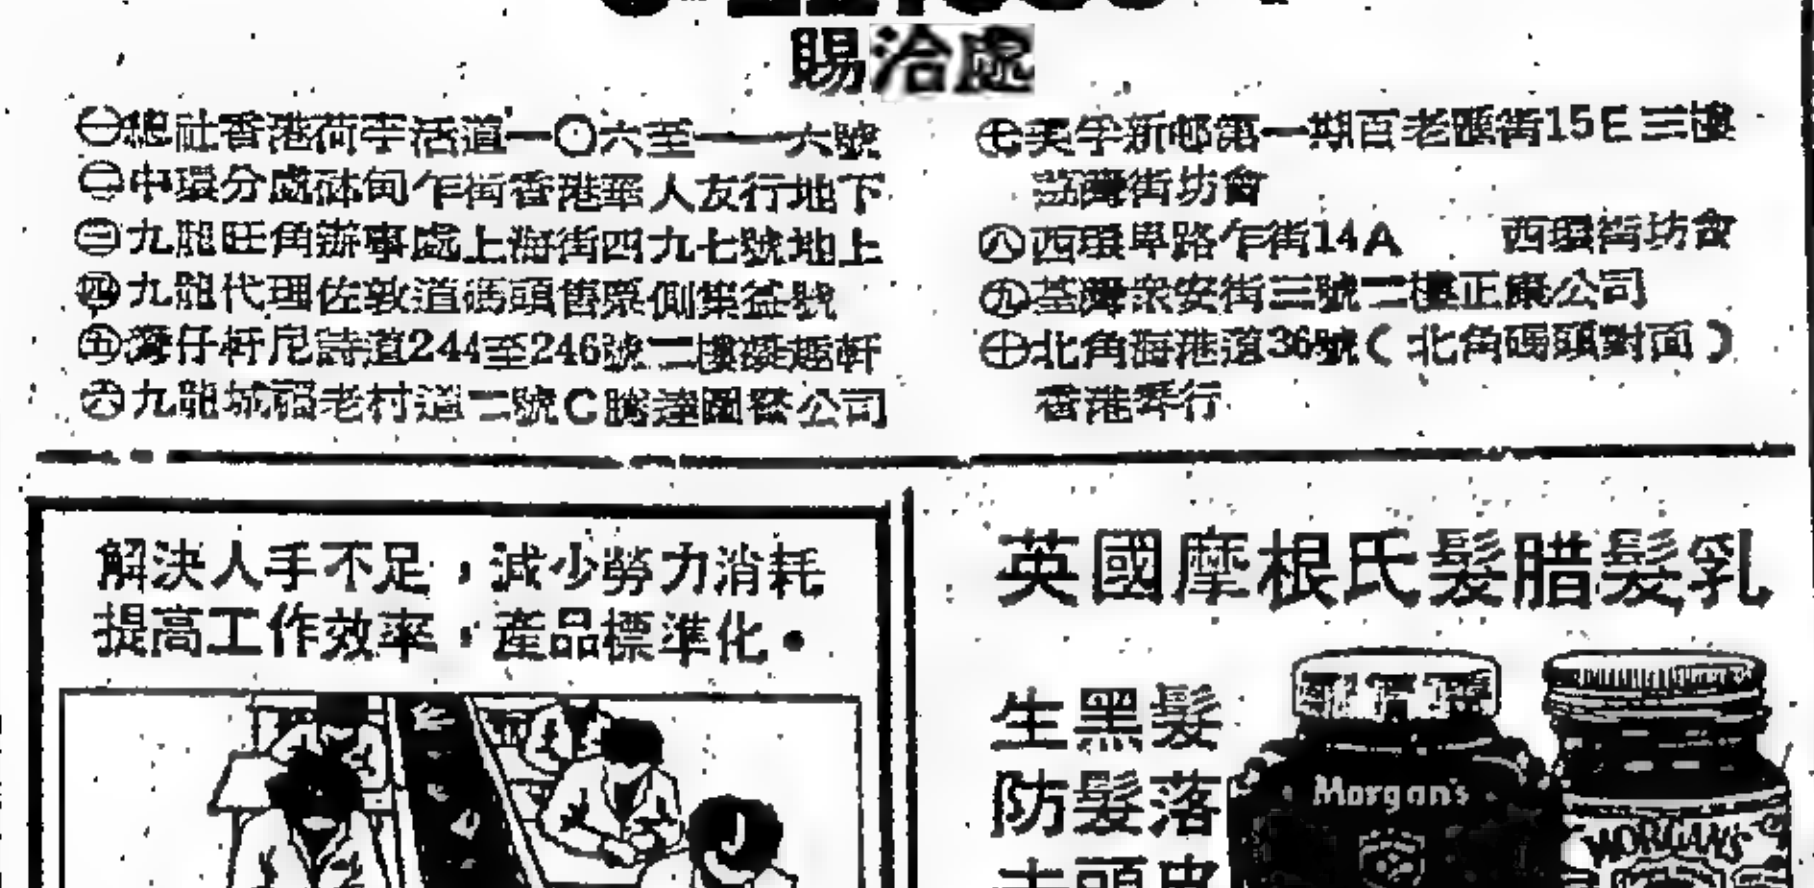 賜洽處
㊀總社香港荷李活道一〇六至一一六號
㊁中環分處砵甸乍街香港華人友行地下
㊂九龍旺角辦事處上海街四九七號地上
㊃九龍代理佐敦道碼頭售票側集益號
㊄灣仔軒尼詩道244至246號二樓凝趣軒
㊅九龍城福老村道二號C騰達圖發公司
㊆美孚新邨第一期百老匯街15E三樓
荔灣街坊會
㊇西環卑路乍街14A 西環街坊會
㊈荃灣眾安街三號二樓正康公司
㊉北角海港道36號(北角碼頭對面)
香港琴行
解決人手不足,減少勞力消耗
提高工作效率,產品標準化。
英國摩根氏髮腊髮乳
生黑髮
防髮落
去頭皮
Morgan's
MORGAN'S